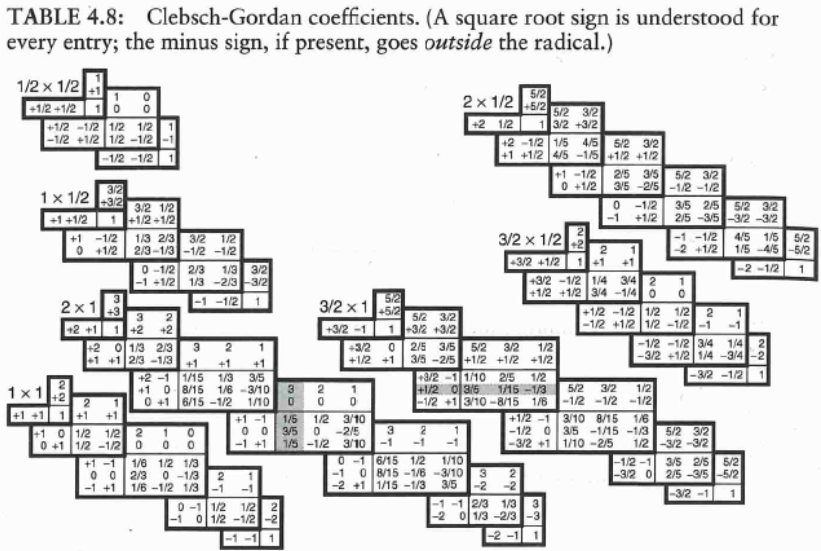 TABLE 4.8: Clebsch-Gordan coefficients. (A square root sign is understood for
every entry; the minus sign, if present, goes outside the radical.)
1/2 × 1/2
1
+1
+1/2 +1/2 1
1 0
0 0
+1/2 -1/2 1/2 1/2 1
-1/2 +1/2 1/2 -1/2 -1
-1/2 -1/2 1
1 × 1/2
3/2
+3/2
+1 +1/2 1
3/2 1/2
+1/2 +1/2
+1 -1/2 1/3 2/3
0 +1/2 2/3 -1/3
3/2 1/2
-1/2 -1/2
0 -1/2 2/3 1/3 3/2
-1 +1/2 1/3 -2/3 -3/2
-1 -1/2 1
2 × 1
3
+3
+2 +1 1
3 2
+2 +2
+2 0 1/3 2/3
+1 +1 2/3 -1/3
3 2 1
+1 +1 +1
+2 -1 1/15 1/3 3/5
+1 0 8/15 1/6 -3/10
0 +1 6/15 -1/2 1/10
3 2 1
0 0 0
+1 -1 1/5 1/2 3/10
0 0 3/5 0 -2/5
-1 +1 1/5 -1/2 3/10
3 2 1
-1 -1 -1
0 -1 6/15 1/2 1/10
-1 0 8/15 -1/6 -3/10
-2 +1 1/15 -1/3 3/5
3 2
-2 -2
-1 -1 2/3 1/3 3
-2 0 1/3 -2/3 -3
-2 -1 1
1 × 1
2
+2
+1 +1 1
2 1
+1 +1
+1 0 1/2 1/2
0 +1 1/2 -1/2
2 1 0
0 0 0
+1 -1 1/6 1/2 1/3
0 0 2/3 0 -1/3
-1 +1 1/6 -1/2 1/3
2 1
-1 -1
0 -1 1/2 1/2 2
-1 0 1/2 -1/2 -2
-1 -1 1
2 × 1/2
5/2
+5/2
+2 1/2 1
5/2 3/2
3/2 +3/2
+2 -1/2 1/5 4/5
+1 +1/2 4/5 -1/5
5/2 3/2
+1/2 +1/2
+1 -1/2 2/5 3/5
0 +1/2 3/5 -2/5
5/2 3/2
-1/2 -1/2
0 -1/2 3/5 2/5
-1 +1/2 2/5 -3/5
5/2 3/2
-3/2 -3/2
-1 -1/2 4/5 1/5 5/2
-2 +1/2 1/5 -4/5 -5/2
-2 -1/2 1
3/2 × 1/2
2
+2
+3/2 +1/2 1
2 1
+1 +1
+3/2 -1/2 1/4 3/4
+1/2 +1/2 3/4 -1/4
2 1
0 0
+1/2 -1/2 1/2 1/2
-1/2 +1/2 1/2 -1/2
2 1
-1 -1
-1/2 -1/2 3/4 1/4 2
-3/2 +1/2 1/4 -3/4 -2
-3/2 -1/2 1
3/2 × 1
5/2
+5/2
+3/2 -1 1
5/2 3/2
+3/2 +3/2
+3/2 0 2/5 3/5
+1/2 +1 3/5 -2/5
5/2 3/2 1/2
+1/2 +1/2 +1/2
+3/2 -1 1/10 2/5 1/2
+1/2 0 3/5 1/15 -1/3
-1/2 +1 3/10 -8/15 1/6
5/2 3/2 1/2
-1/2 -1/2 -1/2
+1/2 -1 3/10 8/15 1/6
-1/2 0 3/5 -1/15 -1/3
-3/2 +1 1/10 -2/5 1/2
5/2 3/2
-3/2 -3/2
-1/2 -1 3/5 2/5 5/2
-3/2 0 2/5 -3/5 -5/2
-3/2 -1 1